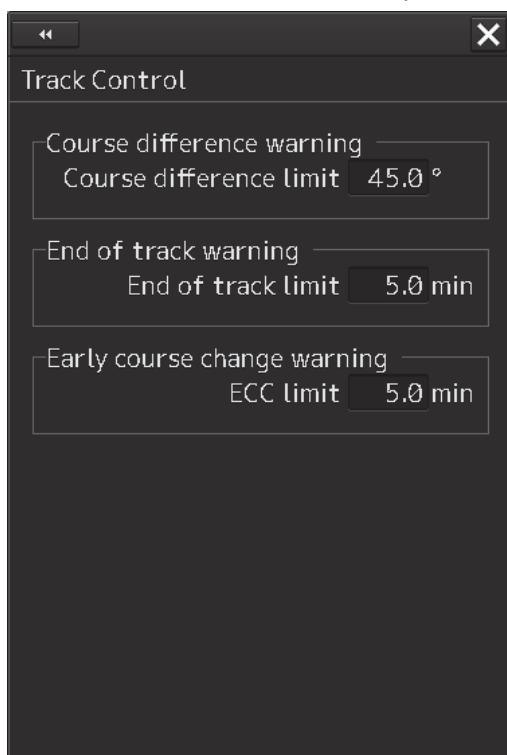 Track Control
Course difference warning
Course difference limit 45.0 °
End of track warning
End of track limit 5.0 min
Early course change warning
ECC limit 5.0 min